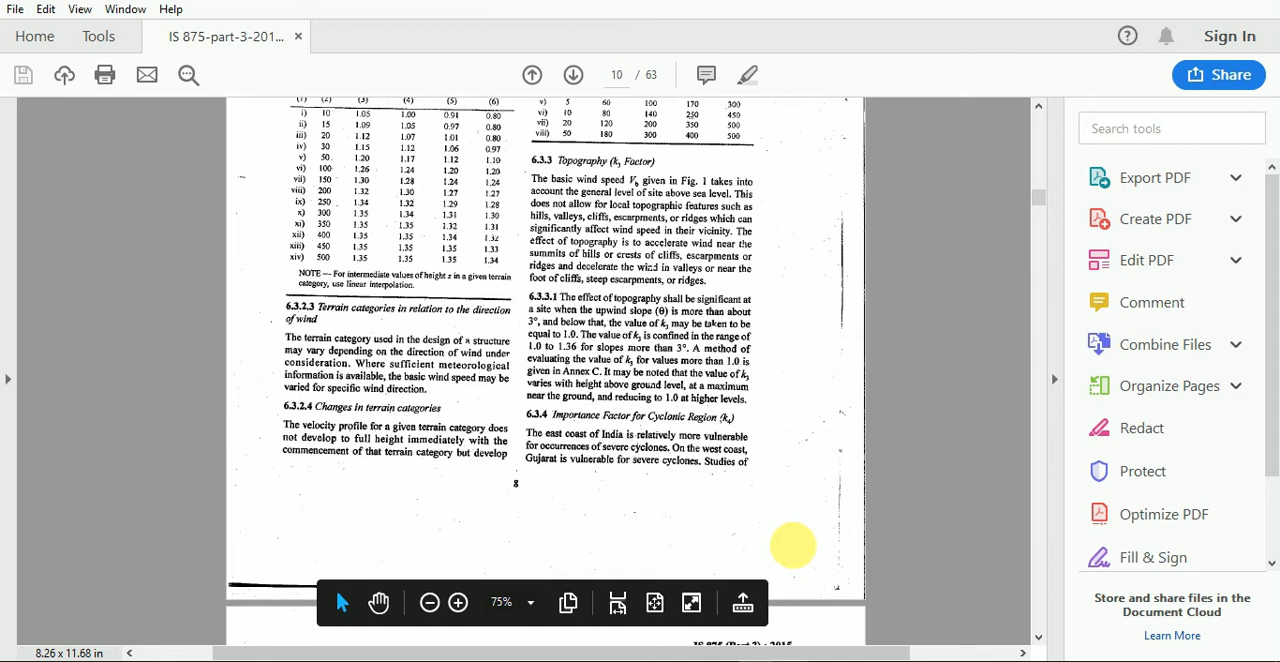 File Edit View Window Help
Home Tools IS 875-part-3-201... × Sign In
10 / 63 Share
(1) (2) (3) (4) (5) (6)
i) 10 1.05 1.00 0.91 0.80
ii) 15 1.09 1.05 0.97 0.80
iii) 20 1.12 1.07 1.01 0.80
iv) 30 1.15 1.12 1.06 0.97
v) 50 1.20 1.17 1.12 1.10
vi) 100 1.26 1.24 1.20 1.20
vii) 150 1.30 1.28 1.24 1.24
viii) 200 1.32 1.30 1.27 1.27
ix) 250 1.34 1.32 1.29 1.28
x) 300 1.35 1.34 1.31 1.30
xi) 350 1.35 1.35 1.32 1.31
xii) 400 1.35 1.35 1.34 1.32
xiii) 450 1.35 1.35 1.35 1.33
xiv) 500 1.35 1.35 1.35 1.34
NOTE — For intermediate values of height z in a given terrain
category, use linear interpolation.
6.3.2.3 Terrain categories in relation to the direction
of wind
The terrain category used in the design of a structure
may vary depending on the direction of wind under
consideration. Where sufficient meteorological
information is available, the basic wind speed may be
varied for specific wind direction.
6.3.2.4 Changes in terrain categories
The velocity profile for a given terrain category does
not develop to full height immediately with the
commencement of that terrain category but develop
v) 5 60 100 170 300
vi) 10 80 140 250 450
vii) 20 120 200 350 500
viii) 50 180 300 400 500
6.3.3 Topography (k3 Factor)
The basic wind speed Vb given in Fig. 1 takes into
account the general level of site above sea level. This
does not allow for local topographic features such as
hills, valleys, cliffs, escarpments, or ridges which can
significantly affect wind speed in their vicinity. The
effect of topography is to accelerate wind near the
summits of hills or crests of cliffs, escarpments or
ridges and decelerate the wind in valleys or near the
foot of cliffs, steep escarpments, or ridges.
6.3.3.1 The effect of topography shall be significant at
a site when the upwind slope (θ) is more than about
3°, and below that, the value of k3 may be taken to be
equal to 1.0. The value of k3 is confined in the range of
1.0 to 1.36 for slopes more than 3°. A method of
evaluating the value of k3 for values more than 1.0 is
given in Annex C. It may be noted that the value of k3
varies with height above ground level, at a maximum
near the ground, and reducing to 1.0 at higher levels.
6.3.4 Importance Factor for Cyclonic Region (k4)
The east coast of India is relatively more vulnerable
for occurrences of severe cyclones. On the west coast,
Gujarat is vulnerable for severe cyclones. Studies of
8
75%
IS 875 (Part 3) : 2015
8.26 x 11.68 in
Search tools
Export PDF
Create PDF
Edit PDF
Comment
Combine Files
Organize Pages
Redact
Protect
Optimize PDF
Fill & Sign
Store and share files in the
Document Cloud
Learn More